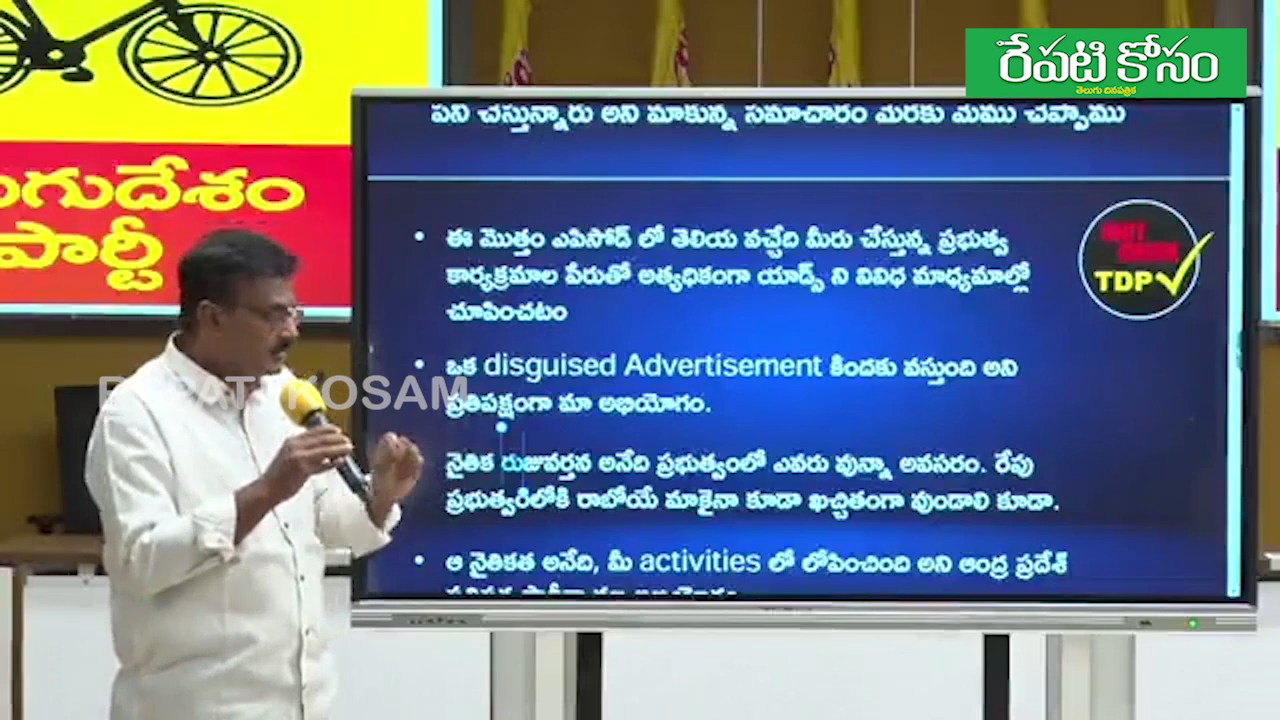 రేపటి కోసం
తెలుగు దినపత్రిక
పని చేస్తున్నారు అని మాకున్న సమాచారం మేరకు మేము చెప్పాము
ుగుదేశం
పార్టీ
TDP
ఈ మొత్తం ఎపిసోడ్ లో తెలియ వచ్చేది మీరు చేస్తున్న ప్రభుత్వ
కార్యక్రమాల పేరుతో అత్యధికంగా యాడ్స్ ని వివిధ మాధ్యమాల్లో
చూపించటం
ఒక disguised Advertisement కిందకు వస్తుంది అని
ప్రతిపక్షంగా మా అభియోగం.
REPATI KOSAM
నైతిక రుజువర్తన అనేది ప్రభుత్వంలో ఎవరు వున్నా అవసరం. రేపు
ప్రభుత్వంలోకి రాబోయే మాకైనా కూడా ఖచ్చితంగా వుండాలి కూడా.
ఆ నైతికత అనేది, మీ activities లో లోపించింది అని ఆంద్ర ప్రదేశ్